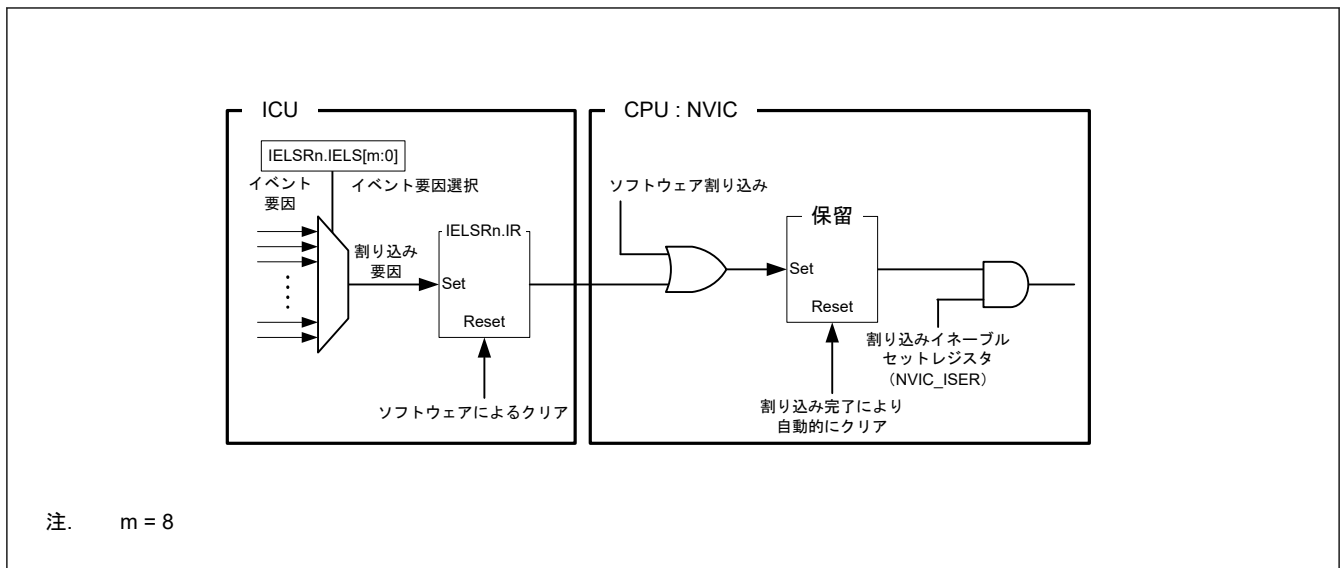 ICU
CPU : NVIC
IELSRn.IELS[m:0]
イベント
要因
イベント要因選択
割り込み
要因
IELSRn.IR
Set
Reset
ソフトウェアによるクリア
ソフトウェア割り込み
保留
Set
Reset
割り込みイネーブル
セットレジスタ
（NVIC_ISER）
割り込み完了により
自動的にクリア
注. m = 8